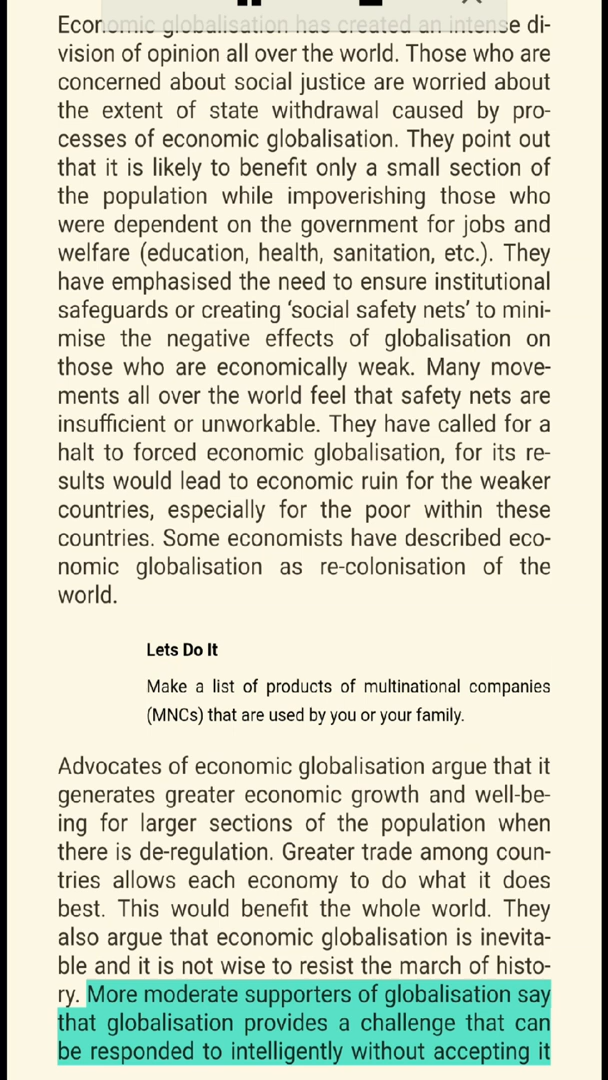 Economic globalisation has created an intense di-
vision of opinion all over the world. Those who are
concerned about social justice are worried about
the extent of state withdrawal caused by pro-
cesses of economic globalisation. They point out
that it is likely to benefit only a small section of
the population while impoverishing those who
were dependent on the government for jobs and
welfare (education, health, sanitation, etc.). They
have emphasised the need to ensure institutional
safeguards or creating ‘social safety nets’ to mini-
mise the negative effects of globalisation on
those who are economically weak. Many move-
ments all over the world feel that safety nets are
insufficient or unworkable. They have called for a
halt to forced economic globalisation, for its re-
sults would lead to economic ruin for the weaker
countries, especially for the poor within these
countries. Some economists have described eco-
nomic globalisation as re-colonisation of the
world.
Lets Do It
Make a list of products of multinational companies
(MNCs) that are used by you or your family.
Advocates of economic globalisation argue that it
generates greater economic growth and well-be-
ing for larger sections of the population when
there is de-regulation. Greater trade among coun-
tries allows each economy to do what it does
best. This would benefit the whole world. They
also argue that economic globalisation is inevita-
ble and it is not wise to resist the march of histo-
ry. More moderate supporters of globalisation say
that globalisation provides a challenge that can
be responded to intelligently without accepting it